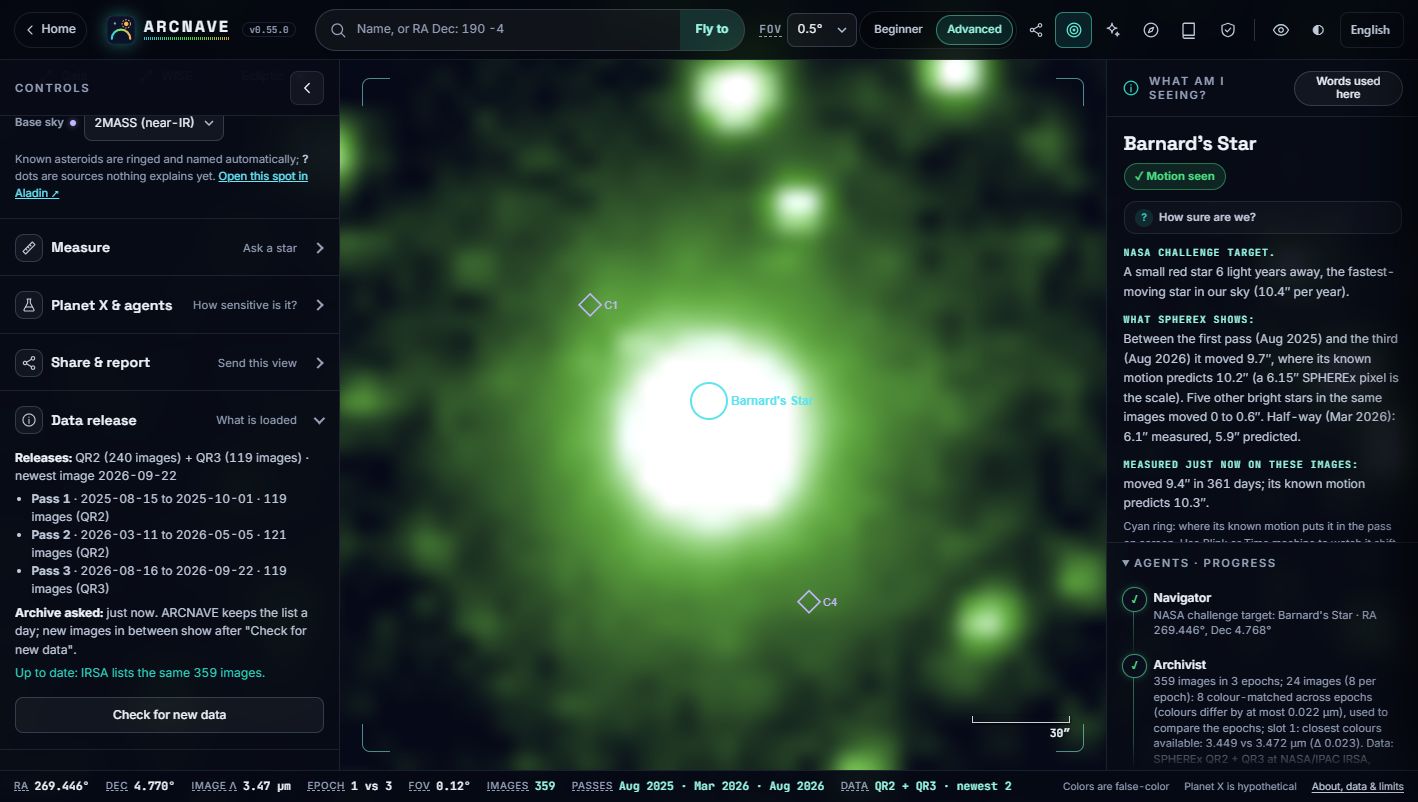 Home
ARCNAVE
v0.55.0
Name, or RA Dec: 190 -4
Fly to
FOV
0.5°
Beginner
Advanced
English
CONTROLS
Base sky
2MASS (near-IR)
Known asteroids are ringed and named automatically; ?
dots are sources nothing explains yet. Open this spot in
Aladin ↗
Measure
Ask a star
Planet X & agents
How sensitive is it?
Share & report
Send this view
Data release
What is loaded
Releases: QR2 (240 images) + QR3 (119 images) ·
newest image 2026-09-22
• Pass 1 · 2025-08-15 to 2025-10-01 · 119
images (QR2)
• Pass 2 · 2026-03-11 to 2026-05-05 · 121
images (QR2)
• Pass 3 · 2026-08-16 to 2026-09-22 · 119
images (QR3)
Archive asked: just now. ARCNAVE keeps the list a
day; new images in between show after "Check for
new data".
Up to date: IRSA lists the same 359 images.
Check for new data
C1
Barnard's Star
C4
30″
WHAT AM I
SEEING?
Words used
here
Barnard's Star
✓ Motion seen
? How sure are we?
NASA CHALLENGE TARGET.
A small red star 6 light years away, the fastest-
moving star in our sky (10.4″ per year).
WHAT SPHEREX SHOWS:
Between the first pass (Aug 2025) and the third
(Aug 2026) it moved 9.7″, where its known
motion predicts 10.2″ (a 6.15″ SPHEREx pixel is
the scale). Five other bright stars in the same
images moved 0 to 0.6″. Half-way (Mar 2026):
6.1″ measured, 5.9″ predicted.
MEASURED JUST NOW ON THESE IMAGES:
moved 9.4″ in 361 days; its known motion
predicts 10.3″.
Cyan ring: where its known motion puts it in the pass
▾ AGENTS · PROGRESS
✓ Navigator
NASA challenge target: Barnard's Star · RA
269.446°, Dec 4.768°
✓ Archivist
359 images in 3 epochs; 24 images (8 per
epoch): 8 colour-matched across epochs
(colours differ by at most 0.022 µm), used to
compare the epochs; slot 1: closest colours
available: 3.449 vs 3.472 µm (Δ 0.023). Data:
SPHEREx QR2 + QR3 at NASA/IPAC IRSA,
RA 269.446° DEC 4.770° IMAGE Λ 3.47 µm EPOCH 1 vs 3 FOV 0.12° IMAGES 359 PASSES Aug 2025 · Mar 2026 · Aug 2026 DATA QR2 + QR3 · newest 2
Colors are false-color
Planet X is hypothetical
About, data & limits